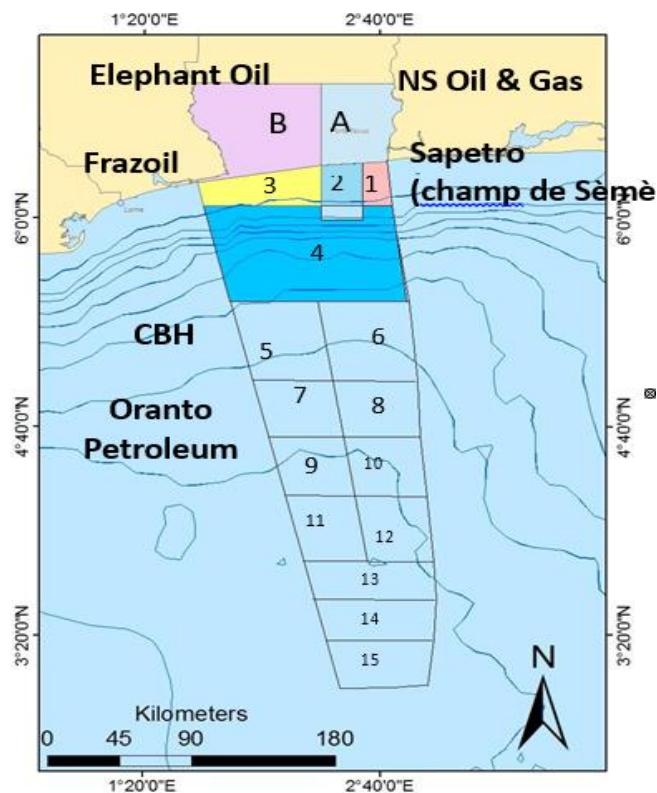 1°20'0"E 2°40'0"E
Elephant Oil NS Oil & Gas
B A
Frazoil Sapetro
3 2 1 (champ de Sèmè
6°0'0"N 6°0'0"N
4
CBH 5 6
Oranto 7 8
Petroleum
4°40'0"N 4°40'0"N
9 10
11 12
13
14
3°20'0"N 3°20'0"N
15
N
Kilometers
0 45 90 180
1°20'0"E 2°40'0"E